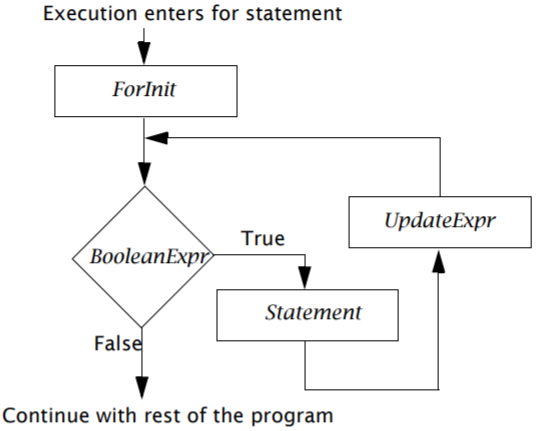 Execution enters for statement
ForInit
UpdateExpr
BooleanExpr
True
Statement
False
Continue with rest of the program